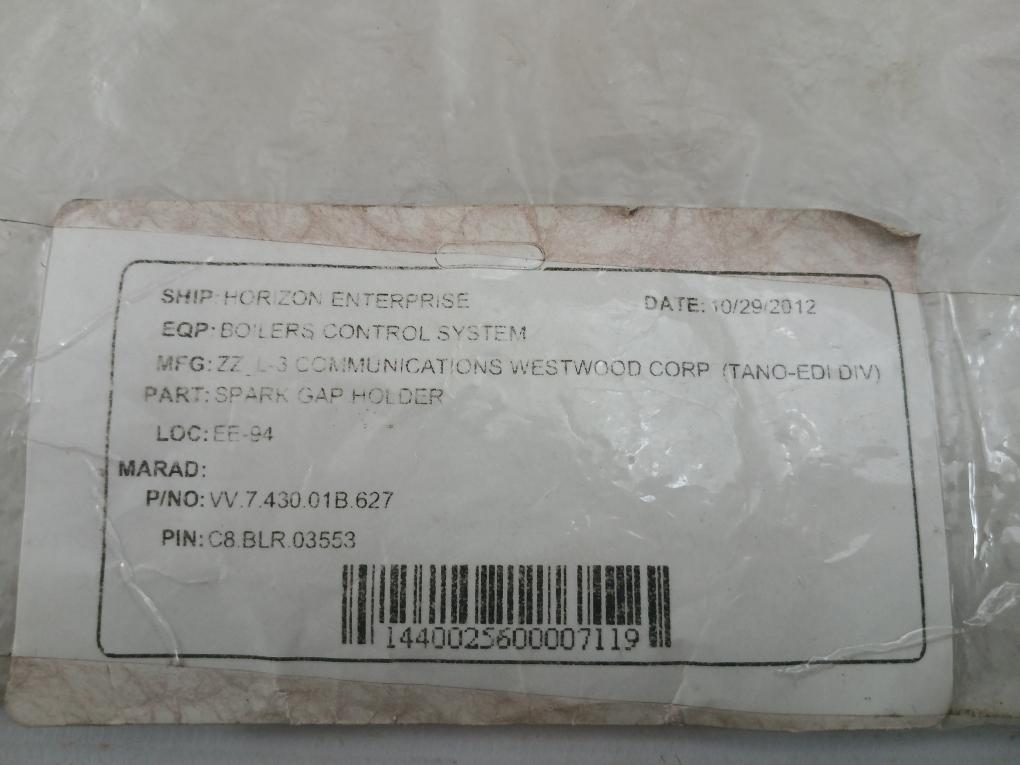 SHIP: HORIZON ENTERPRISE DATE: 10/29/2012
EQP: BOILERS CONTROL SYSTEM
MFG: ZZ_L-3 COMMUNICATIONS WESTWOOD CORP (TANO-EDI DIV)
PART: SPARK GAP HOLDER
LOC: EE-94
MARAD:
P/NO: VV.7.430.01B.627
PIN: C8.BLR.03553
1440025600007119